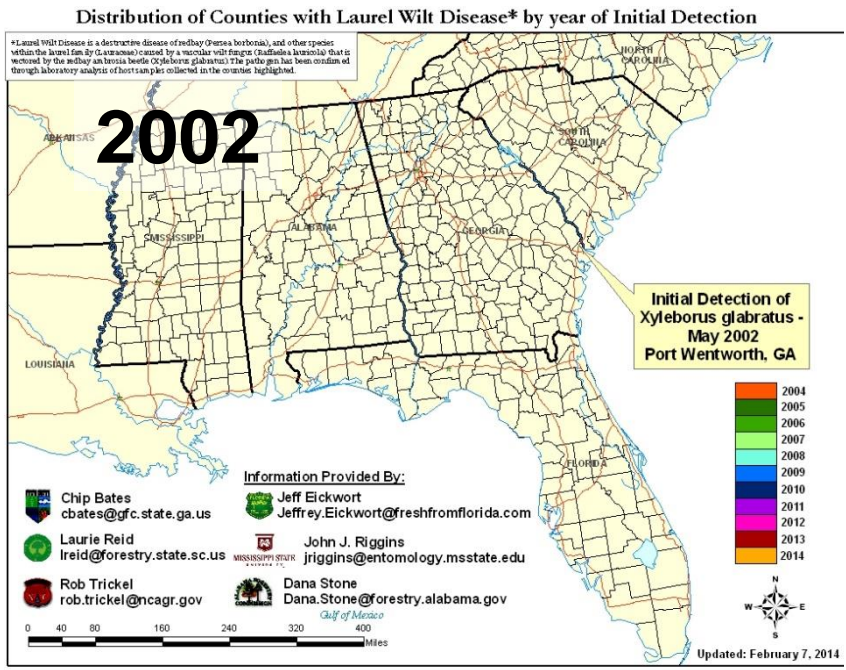 Distribution of Counties with Laurel Wilt Disease* by year of Initial Detection
*Laurel Wilt Disease is a destructive disease of redbay (Persea borbonia), and other species
within the laurel family (Lauraceae) caused by a vascular wilt fungus (Raffaelea lauricola) that is
vectored by the redbay ambrosia beetle (Xyleborus glabratus). The pathogen has been confirmed
through laboratory analysis of host samples collected in the counties highlighted.
2002
NORTH
CAROLINA
ARKANSAS
SOUTH
CAROLINA
MISSISSIPPI
ALABAMA
GEORGIA
LOUISIANA
FLORIDA
Initial Detection of
Xyleborus glabratus -
May 2002
Port Wentworth, GA
2004
2005
2006
2007
2008
2009
2010
2011
2012
2013
2014
Information Provided By:
Chip Bates
cbates@gfc.state.ga.us
Jeff Eickwort
Jeffrey.Eickwort@freshfromflorida.com
Laurie Reid
lreid@forestry.state.sc.us
MISSISSIPPI STATE
UNIVERSITY
John J. Riggins
jriggins@entomology.msstate.edu
Rob Trickel
rob.trickel@ncagr.gov
COMMISSION
Dana Stone
Dana.Stone@forestry.alabama.gov
Gulf of Mexico
0 40 80 160 240 320 400
Miles
N
W E
S
Updated: February 7, 2014